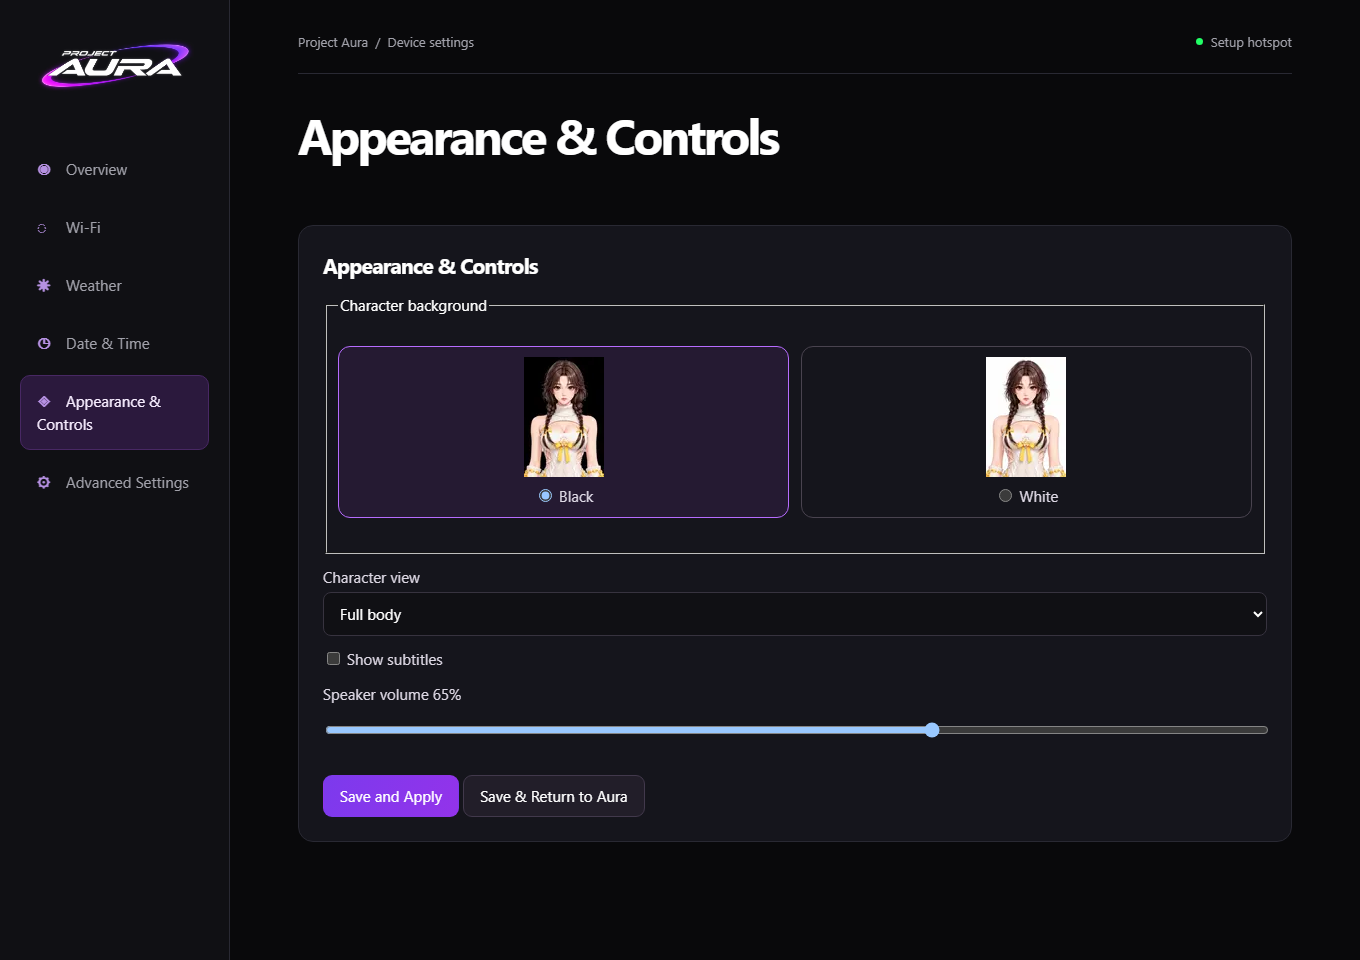 PROJECT
AURA
Project Aura / Device settings
Setup hotspot
Overview
Wi-Fi
Weather
Date & Time
Appearance &
Controls
Advanced Settings
Appearance & Controls
Appearance & Controls
Character background
Black
White
Character view
Full body
Show subtitles
Speaker volume 65%
Save and Apply
Save & Return to Aura